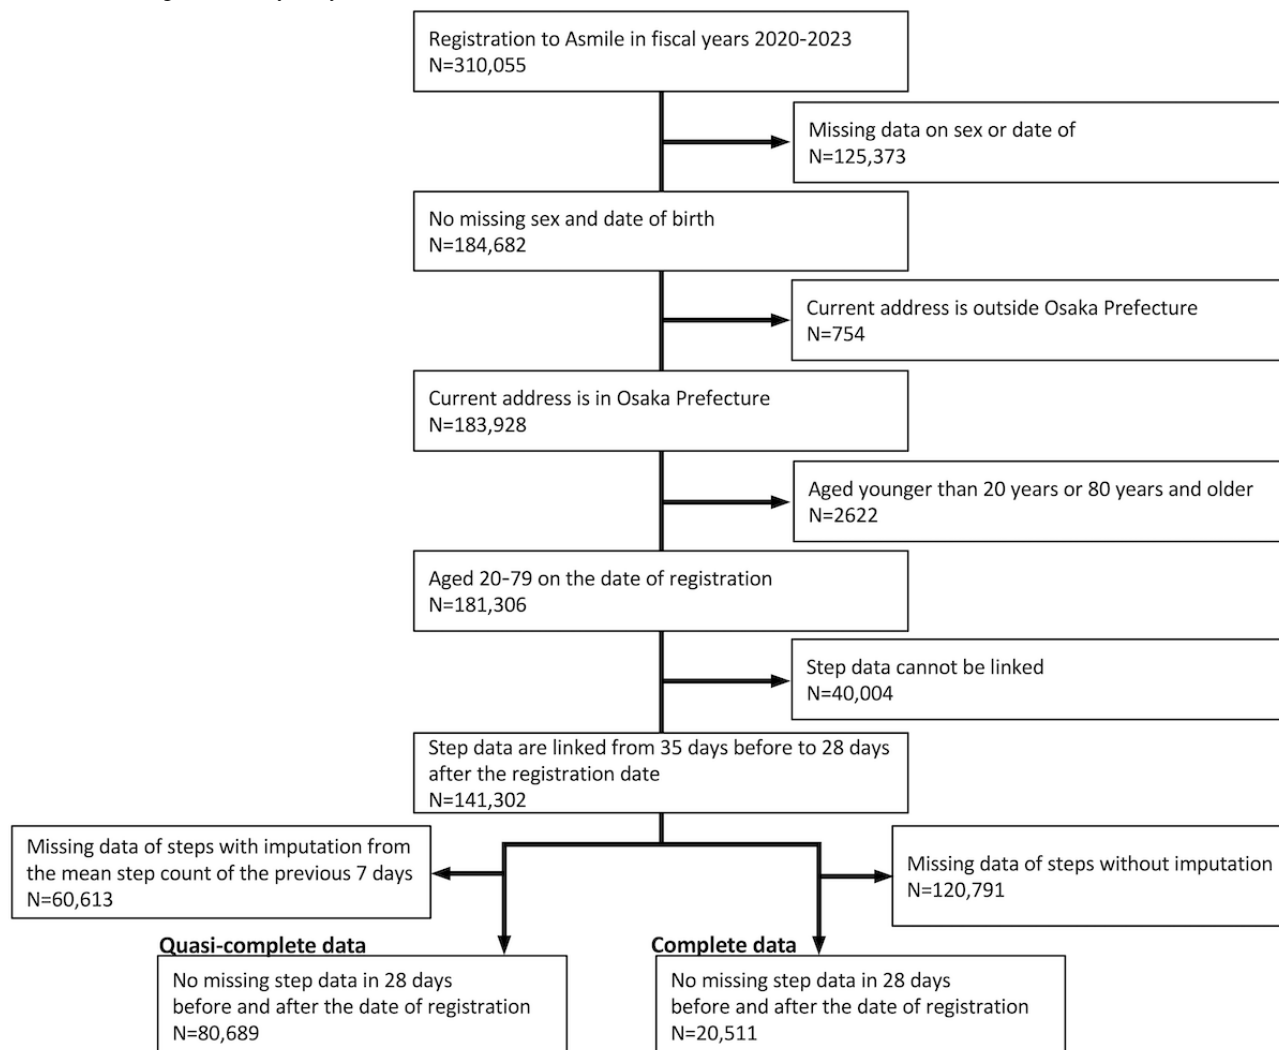 Registration to Asmile in fiscal years 2020-2023
N=310,055
Missing data on sex or date of
N=125,373
No missing sex and date of birth
N=184,682
Current address is outside Osaka Prefecture
N=754
Current address is in Osaka Prefecture
N=183,928
Aged younger than 20 years or 80 years and older
N=2622
Aged 20-79 on the date of registration
N=181,306
Step data cannot be linked
N=40,004
Step data are linked from 35 days before to 28 days
after the registration date
N=141,302
Missing data of steps with imputation from
the mean step count of the previous 7 days
N=60,613
Missing data of steps without imputation
N=120,791
Quasi-complete data
No missing step data in 28 days
before and after the date of registration
N=80,689
Complete data
No missing step data in 28 days
before and after the date of registration
N=20,511